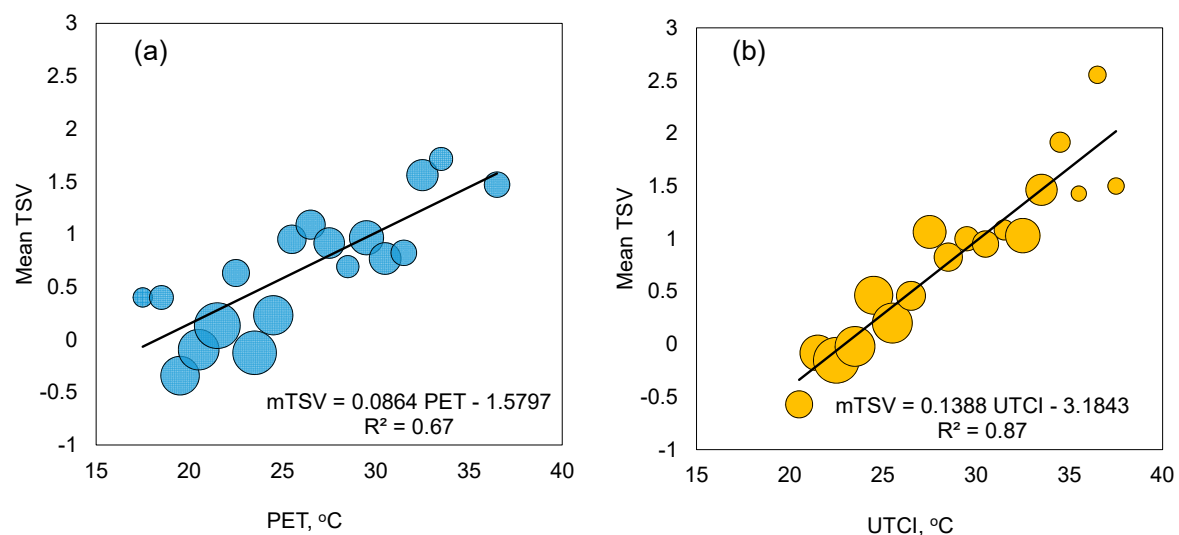 (a)
3
2.5
2
1.5
1
0.5
0
-0.5
-1
Mean TSV
mTSV = 0.0864 PET - 1.5797
R² = 0.67
15 20 25 30 35 40
PET, ºC
(b)
3
2.5
2
1.5
1
0.5
0
-0.5
-1
Mean TSV
mTSV = 0.1388 UTCI - 3.1843
R² = 0.87
15 20 25 30 35 40
UTCI, ºC